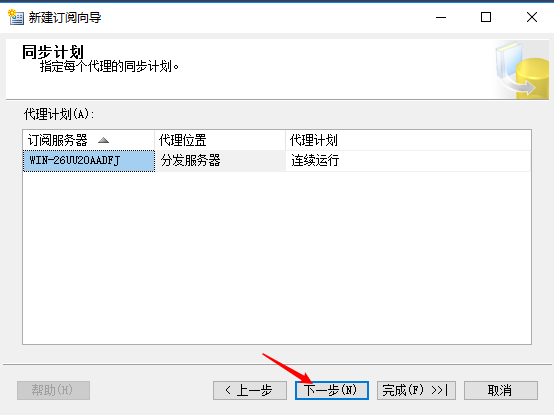 新建订阅向导
同步计划
指定每个代理的同步计划。
代理计划(A):
订阅服务器 代理位置 代理计划
WIN-26UU2OAADFJ 分发服务器 连续运行
帮助(H) < 上一步 下一步(N) 完成(F) >>| 取消